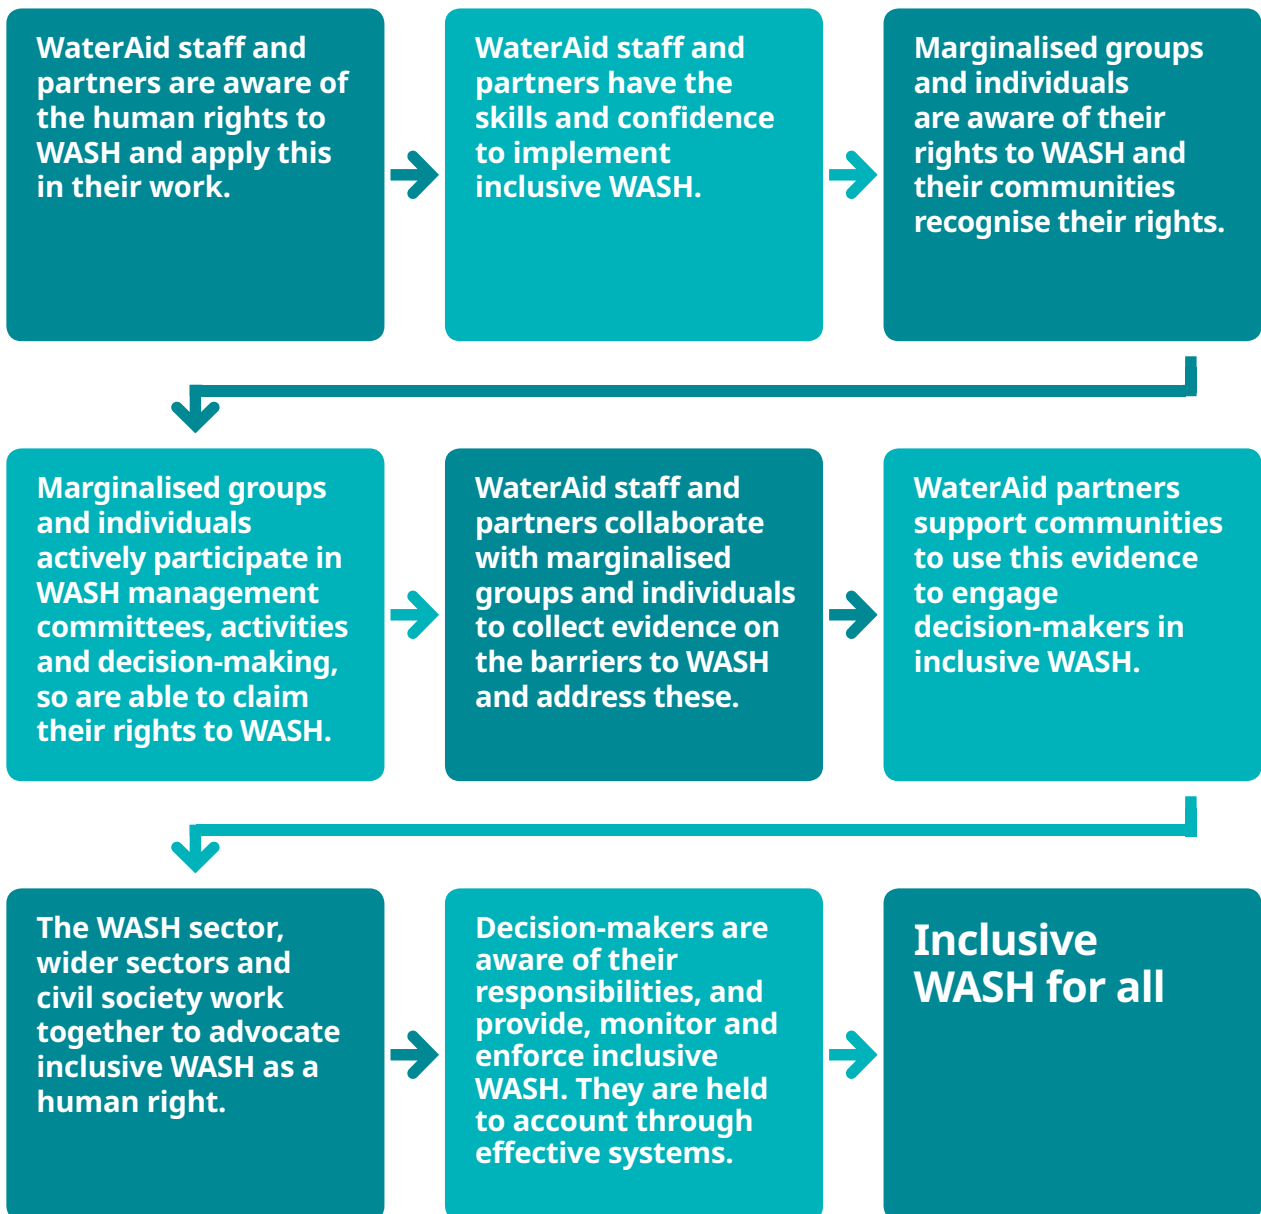 WaterAid staff and
partners are aware of
the human rights to
WASH and apply this
in their work.
WaterAid staff and
partners have the
skills and confidence
to implement
inclusive WASH.
Marginalised groups
and individuals
are aware of their
rights to WASH and
their communities
recognise their rights.
Marginalised groups
and individuals
actively participate in
WASH management
committees, activities
and decision-making,
so are able to claim
their rights to WASH.
WaterAid staff and
partners collaborate
with marginalised
groups and individuals
to collect evidence on
the barriers to WASH
and address these.
WaterAid partners
support communities
to use this evidence
to engage
decision-makers in
inclusive WASH.
The WASH sector,
wider sectors and
civil society work
together to advocate
inclusive WASH as a
human right.
Decision-makers are
aware of their
responsibilities, and
provide, monitor and
enforce inclusive
WASH. They are held
to account through
effective systems.
Inclusive
WASH for all